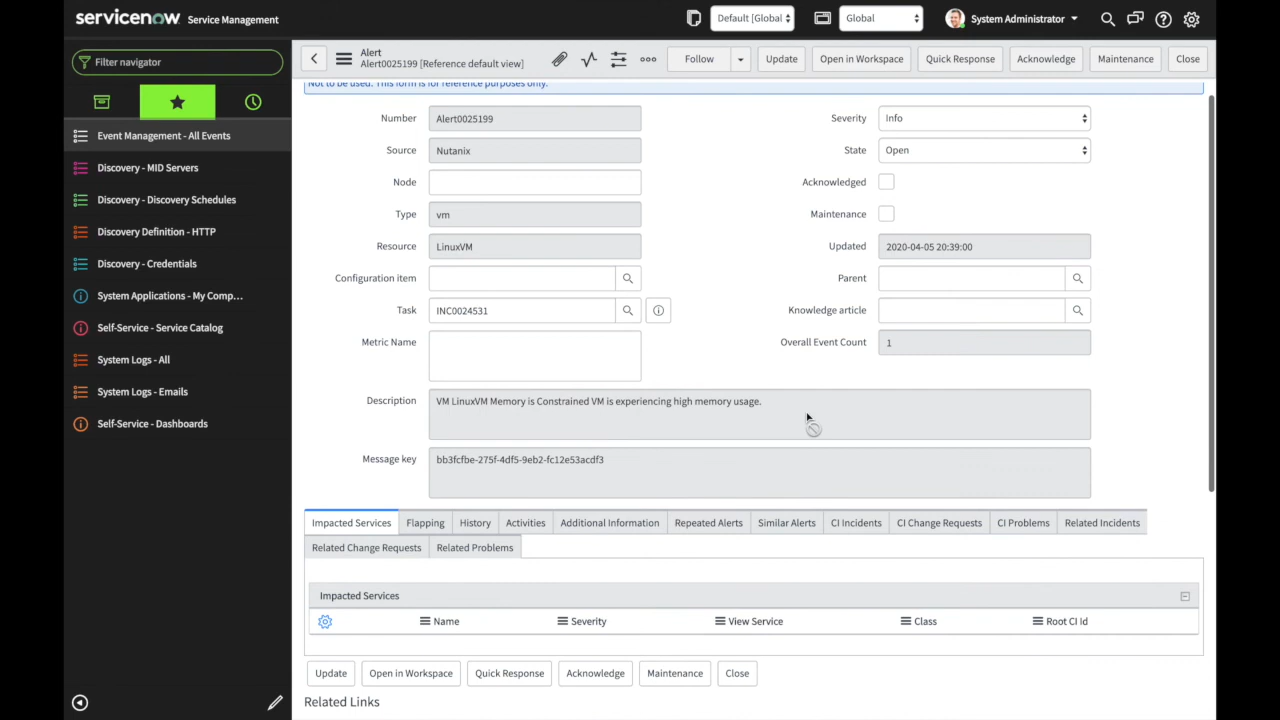 servicenow Service Management
Default [Global
Global
System Administrator
Filter navigator
Event Management - All Events
Discovery - MID Servers
Discovery - Discovery Schedules
Discovery Definition - HTTP
Discovery - Credentials
System Applications - My Comp...
Self-Service - Service Catalog
System Logs - All
System Logs - Emails
Self-Service - Dashboards
Alert
Alert0025199 [Reference default view]
Follow
Update
Open in Workspace
Quick Response
Acknowledge
Maintenance
Close
Not to be used. This form is for reference purposes only.
Number Alert0025199
Source Nutanix
Node
Type vm
Resource LinuxVM
Configuration item
Task INC0024531
Metric Name
Severity Info
State Open
Acknowledged
Maintenance
Updated 2020-04-05 20:39:00
Parent
Knowledge article
Overall Event Count 1
Description VM LinuxVM Memory is Constrained VM is experiencing high memory usage.
Message key bb3fcfbe-275f-4df5-9eb2-fc12e53acdf3
Impacted Services Flapping History Activities Additional Information Repeated Alerts Similar Alerts CI Incidents CI Change Requests CI Problems Related Incidents
Related Change Requests Related Problems
Impacted Services
Name Severity View Service Class Root CI Id
Update Open in Workspace Quick Response Acknowledge Maintenance Close
Related Links